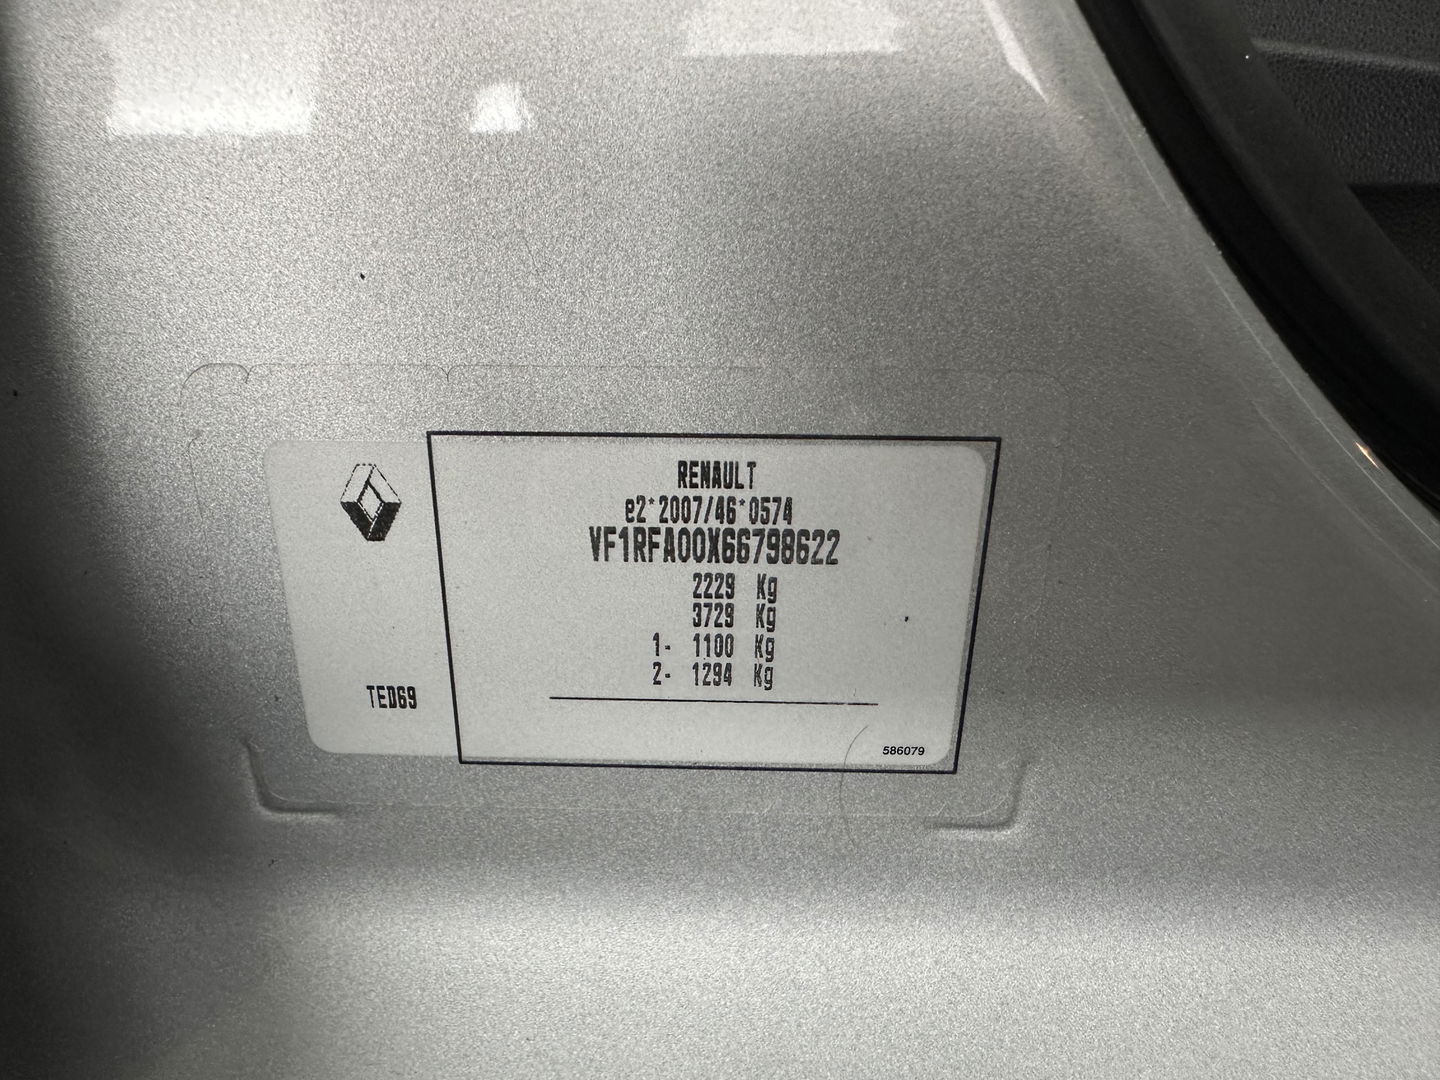 RENAULT
e2*2007/46*0574
VF1RFA00X66798622
2229 Kg
3729 Kg
1- 1100 Kg
2- 1294 Kg
TED69
586079